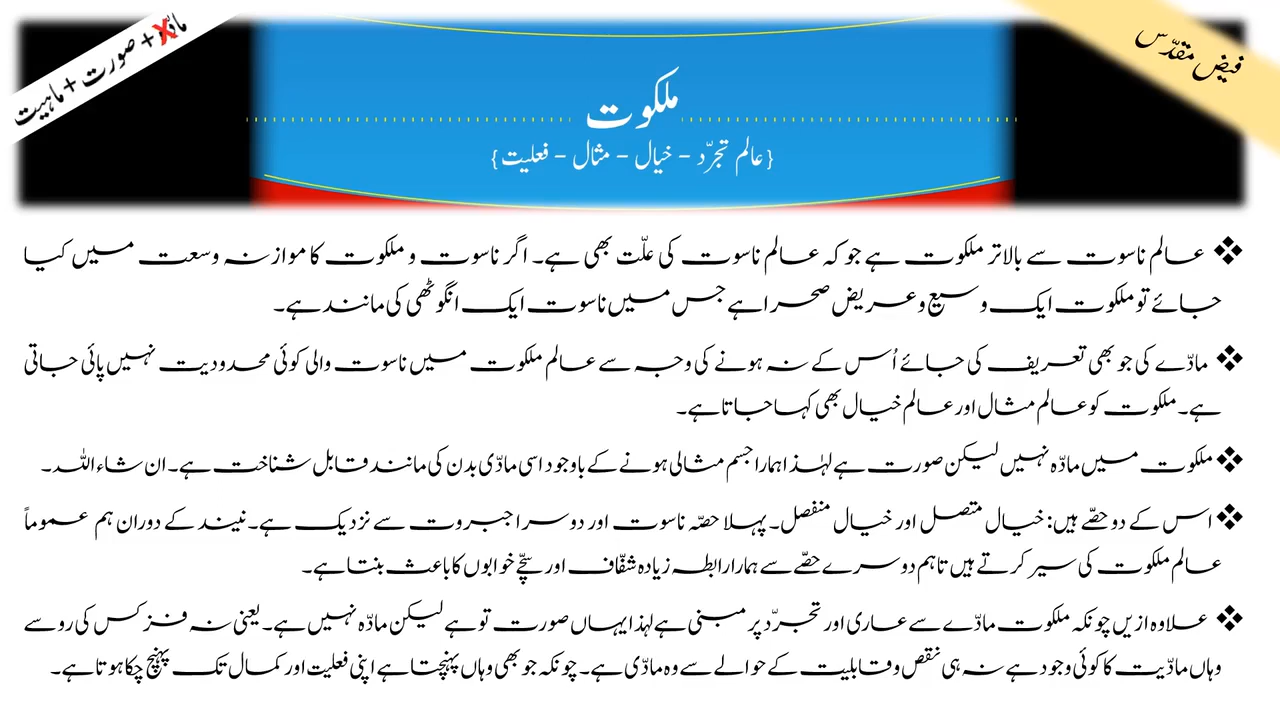 فیض مقدّس
مادّہ + صورت + ماہیت
ملکوت
{عالم تجرّد - خیال - مثال - فعلیت}
❖ عالم ناسوت سے بالاتر ملکوت ہے جو کہ عالم ناسوت کی علّت بھی ہے۔ اگر ناسوت و ملکوت کا موازنہ وسعت میں کیا
جائے تو ملکوت ایک وسیع و عریض صحرا ہے جس میں ناسوت ایک انگوٹھی کی مانند ہے۔
❖ مادّے کی جو بھی تعریف کی جائے اُس کے نہ ہونے کی وجہ سے عالم ملکوت میں ناسوت والی کوئی محدودیت نہیں پائی جاتی
ہے۔ ملکوت کو عالم مثال اور عالم خیال بھی کہا جاتا ہے۔
❖ ملکوت میں مادّہ نہیں لیکن صورت ہے لہٰذا ہمارا جسم مثالی ہونے کے باوجود اسی مادّی بدن کی مانند قابل شناخت ہے۔ ان شاء اللہ۔
❖ اس کے دو حصّے ہیں: خیال متصل اور خیال منفصل۔ پہلا حصّہ ناسوت اور دوسرا جبروت سے نزدیک ہے۔ نیند کے دوران ہم عموماً
عالم ملکوت کی سیر کرتے ہیں تاہم دوسرے حصّے سے ہمارا رابطہ زیادہ شفّاف اور سچّے خوابوں کا باعث بنتا ہے۔
❖ علاوہ ازیں چونکہ ملکوت مادّے سے عاری اور تجرّد پر مبنی ہے لہذا یہاں صورت تو ہے لیکن مادّہ نہیں ہے۔ یعنی نہ فزکس کی رو سے
وہاں مادّیت کا کوئی وجود ہے نہ ہی نقص و قابلیت کے حوالے سے وہ مادّی ہے۔ چونکہ جو بھی وہاں پہنچتا ہے اپنی فعلیت اور کمال تک پہنچ چکا ہوتا ہے۔